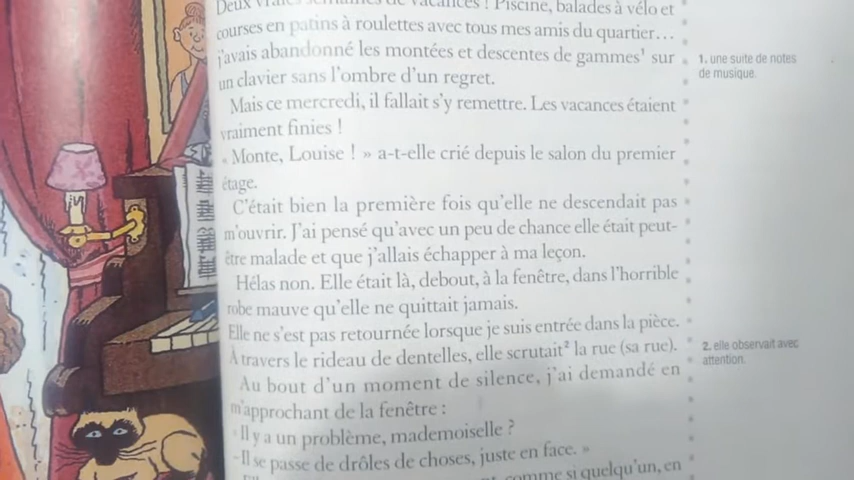 Deux vraies semaines de vacances ! Piscine, balades à vélo et
courses en patins à roulettes avec tous mes amis du quartier…
j'avais abandonné les montées et descentes de gammes¹ sur
un clavier sans l'ombre d'un regret.
Mais ce mercredi, il fallait s'y remettre. Les vacances étaient
vraiment finies !
« Monte, Louise ! » a-t-elle crié depuis le salon du premier
étage.
C'était bien la première fois qu'elle ne descendait pas
m'ouvrir. J'ai pensé qu'avec un peu de chance elle était peut-
être malade et que j'allais échapper à ma leçon.
Hélas non. Elle était là, debout, à la fenêtre, dans l'horrible
robe mauve qu'elle ne quittait jamais.
Elle ne s'est pas retournée lorsque je suis entrée dans la pièce.
À travers le rideau de dentelles, elle scrutait² la rue (sa rue).
Au bout d'un moment de silence, j'ai demandé en
m'approchant de la fenêtre :
« Il y a un problème, mademoiselle ?
–Il se passe de drôles de choses, juste en face. »
comme si quelqu'un, en
1. une suite de notes
de musique.
2. elle observait avec
attention.